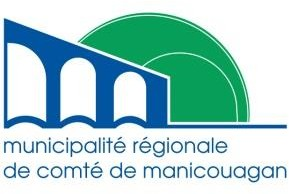 municipalité régionale
de comté de manicouagan